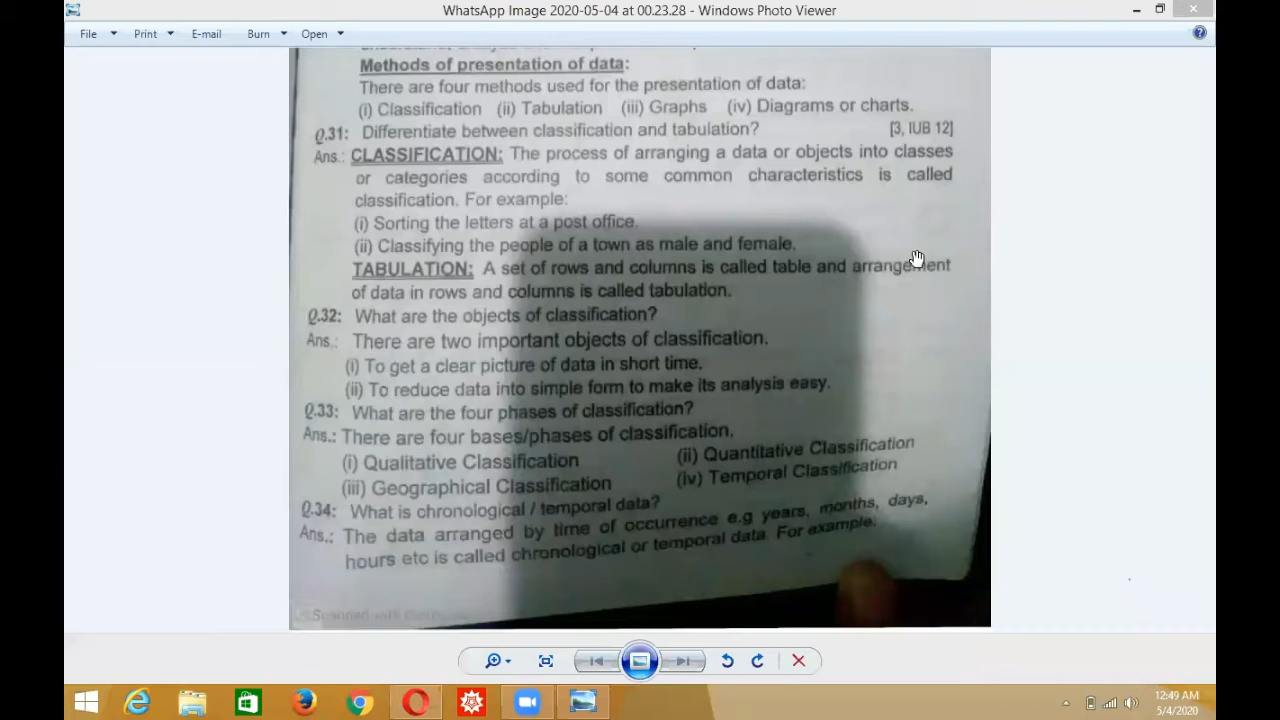 WhatsApp Image 2020-05-04 at 00.23.28 - Windows Photo Viewer
File Print E-mail Burn Open
Methods of presentation of data:
There are four methods used for the presentation of data:
(i) Classification (ii) Tabulation (iii) Graphs (iv) Diagrams or charts.
Q.31: Differentiate between classification and tabulation? [3, IUB 12]
Ans.: CLASSIFICATION: The process of arranging a data or objects into classes
or categories according to some common characteristics is called
classification. For example:
(i) Sorting the letters at a post office.
(ii) Classifying the people of a town as male and female.
TABULATION: A set of rows and columns is called table and arrangement
of data in rows and columns is called tabulation.
Q.32: What are the objects of classification?
Ans.: There are two important objects of classification.
(i) To get a clear picture of data in short time.
(ii) To reduce data into simple form to make its analysis easy.
Q.33: What are the four phases of classification?
Ans.: There are four bases/phases of classification.
(i) Qualitative Classification (ii) Quantitative Classification
(iii) Geographical Classification (iv) Temporal Classification
Q.34: What is chronological / temporal data?
Ans.: The data arranged by time of occurrence e.g years, months, days,
hours etc is called chronological or temporal data. For example:
Scanned with
12:49 AM
5/4/2020